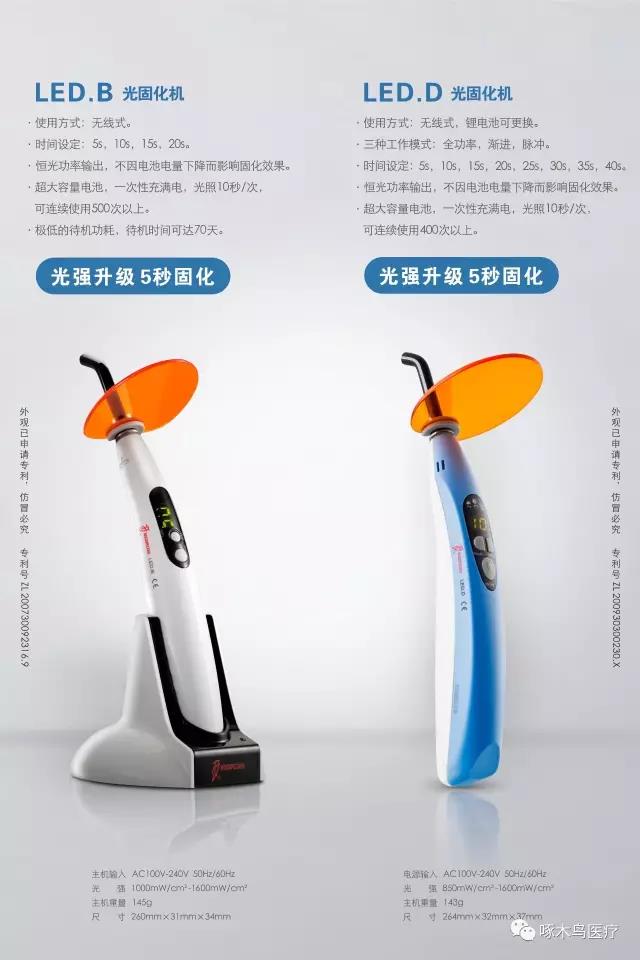 LED.B 光固化机
· 使用方式：无线式。
· 时间设定：5s，10s，15s，20s。
· 恒光功率输出，不因电池电量下降而影响固化效果。
· 超大容量电池，一次性充满电，光照10秒/次，
可连续使用500次以上。
· 极低的待机功耗，待机时间可达70天。
光强升级 5秒固化
LED.D 光固化机
· 使用方式：无线式，锂电池可更换。
· 三种工作模式：全功率，渐进，脉冲。
· 时间设定：5s，10s，15s，20s，25s，30s，35s，40s。
· 恒光功率输出，不因电池电量下降而影响固化效果。
· 超大容量电池，一次性充满电，光照10秒/次，
可连续使用400次以上。
光强升级 5秒固化
外观已申请专利，仿冒必究 专利号 ZL 200730092316.9
LED.B
CE
10
LED.D
CE
外观已申请专利，仿冒必究 专利号 ZL 200930300230.X
主机输入 AC100V-240V 50Hz/60Hz
光 强 1000mW/cm²-1600mW/cm²
主机重量 145g
尺 寸 260mm×31mm×34mm
电源输入 AC100V-240V 50Hz/60Hz
光 强 850mW/cm²-1600mW/cm²
主机重量 143g
尺 寸 264mm×32mm×37mm
啄木鸟医疗